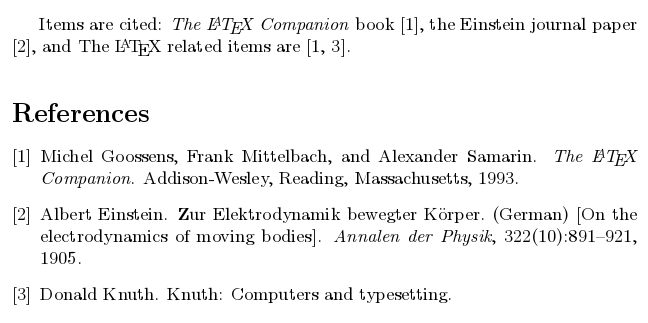 Items are cited: The LaTeX Companion book [1], the Einstein journal paper
[2], and The LaTeX related items are [1, 3].
References
[1] Michel Goossens, Frank Mittelbach, and Alexander Samarin. The LaTeX
Companion. Addison-Wesley, Reading, Massachusetts, 1993.
[2] Albert Einstein. Zur Elektrodynamik bewegter Körper. (German) [On the
electrodynamics of moving bodies]. Annalen der Physik, 322(10):891–921,
1905.
[3] Donald Knuth. Knuth: Computers and typesetting.